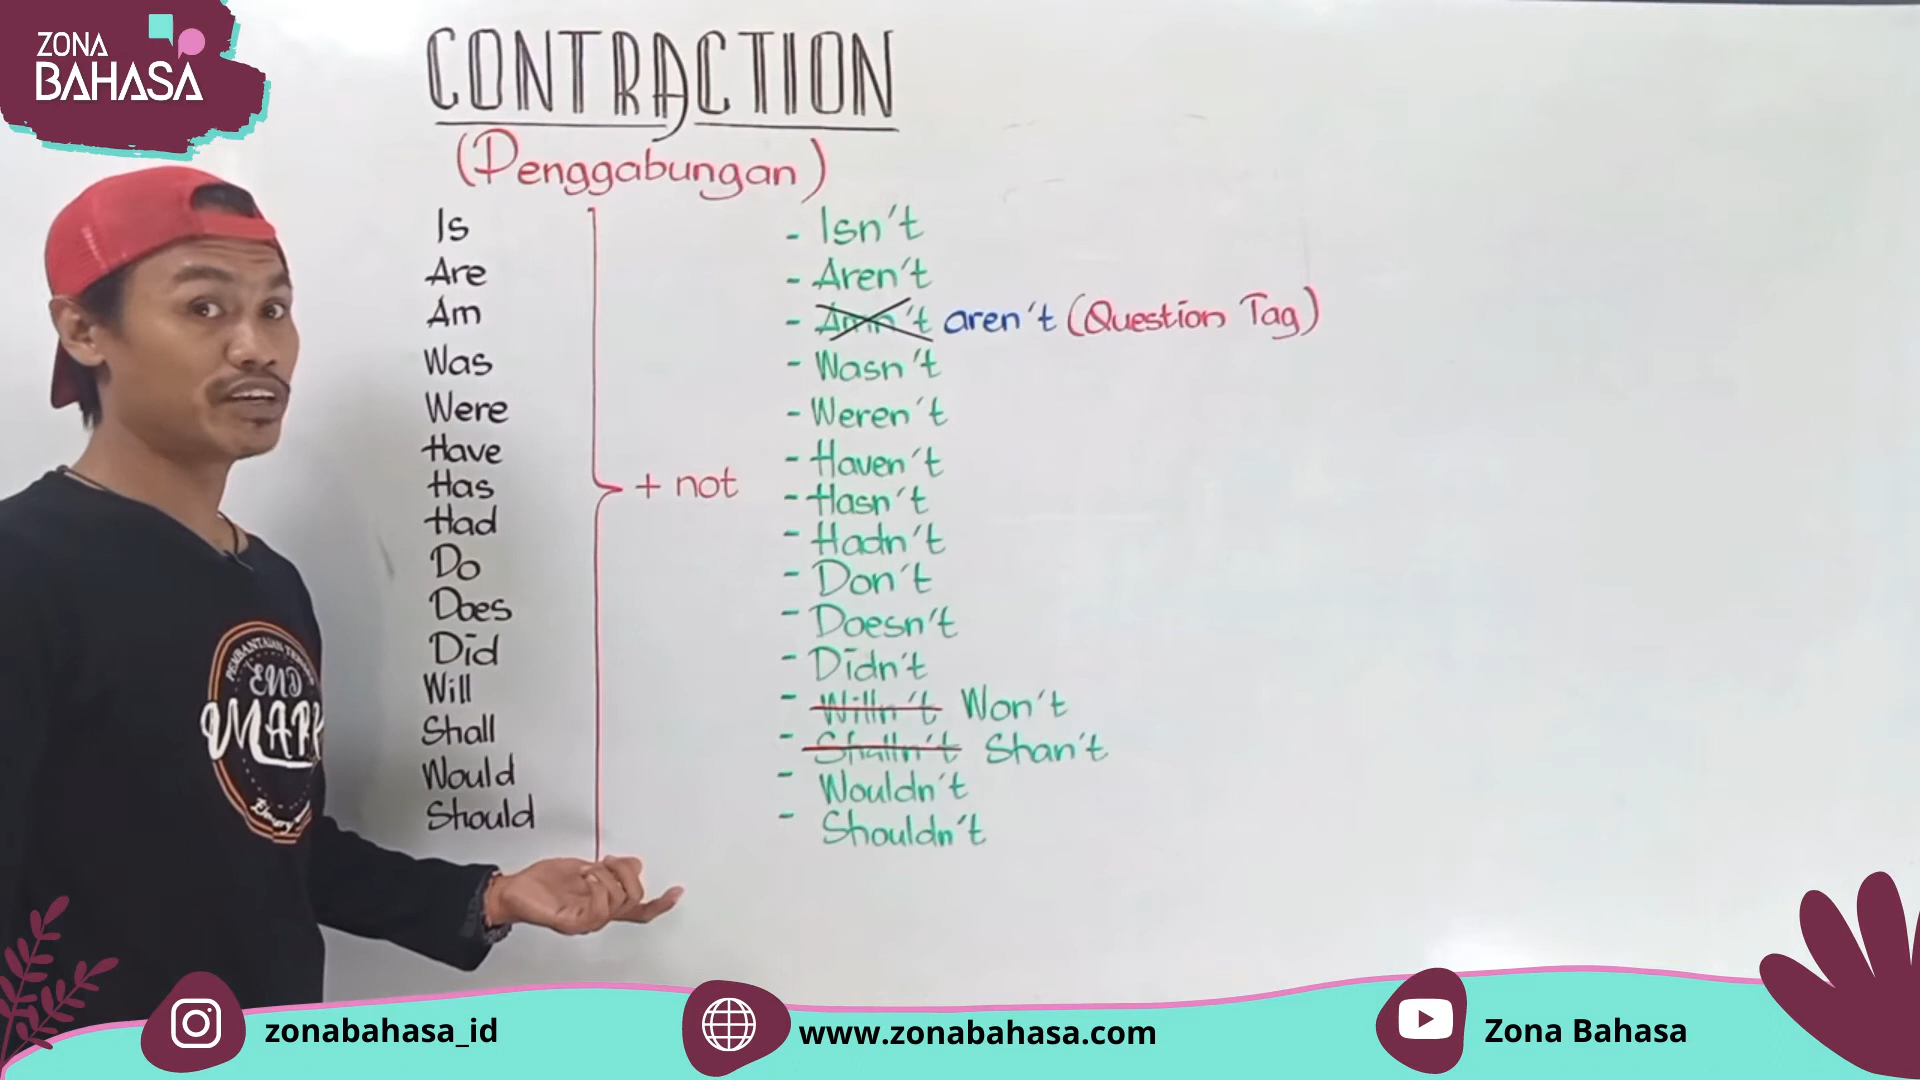 ZONA
BAHASA
CONTRACTION
(Penggabungan)
Is
Are
Am
Was
Were
Have
Has
Had
Do
Does
Did
Will
Shall
Would
Should
+ not
- Isn't
- Aren't
- Amn't aren't (Question Tag)
- Wasn't
- Weren't
- Haven't
- Hasn't
- Hadn't
- Don't
- Doesn't
- Didn't
- Willn't Won't
- Shalln't Shan't
- Wouldn't
- Shouldn't
END
zonabahasa_id
www.zonabahasa.com
Zona Bahasa